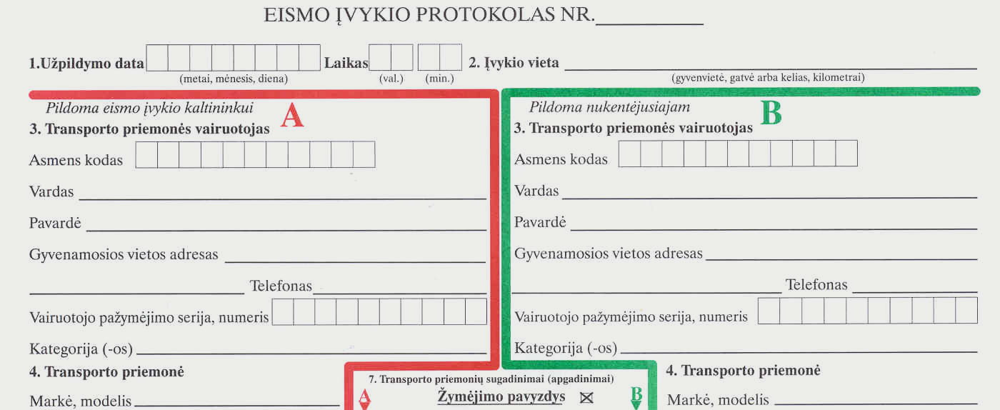 EISMO ĮVYKIO PROTOKOLAS NR.
1.Užpildymo data Laikas 2. Įvykio vieta
(metai, mėnesis, diena) (val.) (min.) (gyvenvietė, gatvė arba kelias, kilometrai)
Pildoma eismo įvykio kaltininkui A
3. Transporto priemonės vairuotojas
Asmens kodas
Vardas
Pavardė
Gyvenamosios vietos adresas
Telefonas
Vairuotojo pažymėjimo serija, numeris
Kategorija (-os)
4. Transporto priemonė
Markė, modelis
Pildoma nukentėjusiajam B
3. Transporto priemonės vairuotojas
Asmens kodas
Vardas
Pavardė
Gyvenamosios vietos adresas
Telefonas
Vairuotojo pažymėjimo serija, numeris
Kategorija (-os)
7. Transporto priemonių sugadinimai (apgadinimai)
A Žymėjimo pavyzdys B
4. Transporto priemonė
Markė, modelis